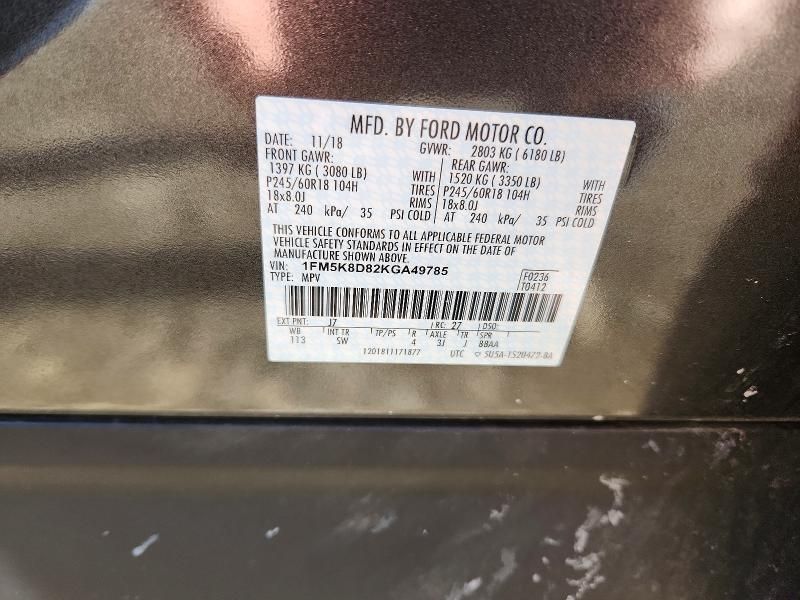 MFD. BY FORD MOTOR CO.
DATE: 11/18 GVWR: 2803 KG ( 6180 LB)
FRONT GAWR: REAR GAWR:
1397 KG ( 3080 LB) WITH 1520 KG ( 3350 LB) WITH
P245/60R18 104H TIRES P245/60R18 104H TIRES
18x8.0J RIMS 18x8.0J RIMS
AT 240 kPa/ 35 PSI COLD AT 240 kPa/ 35 PSI COLD
THIS VEHICLE CONFORMS TO ALL APPLICABLE FEDERAL MOTOR
VEHICLE SAFETY STANDARDS IN EFFECT ON THE DATE OF
MANUFACTURE SHOWN ABOVE.
VIN: 1FM5K8D82KGA49785 F0236
TYPE: MPV T0412
EXT PNT: J7 RC: 27 DSO:
WB INT TR TP/PS R AXLE TR SPR
113 SW 4 3J J BBAA
1201811171877 UTC